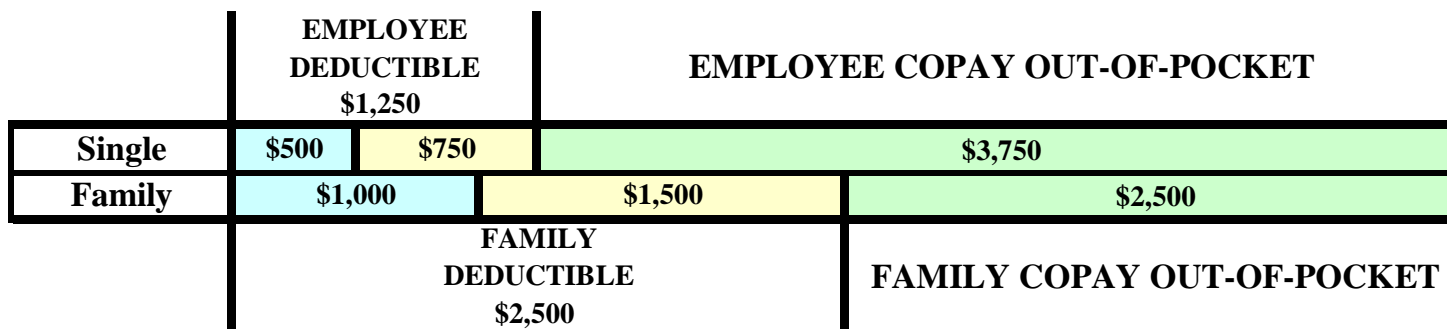 EMPLOYEE
DEDUCTIBLE
$1,250
EMPLOYEE COPAY OUT-OF-POCKET
Single $500 $750 $3,750
Family $1,000 $1,500 $2,500
FAMILY
DEDUCTIBLE
$2,500
FAMILY COPAY OUT-OF-POCKET